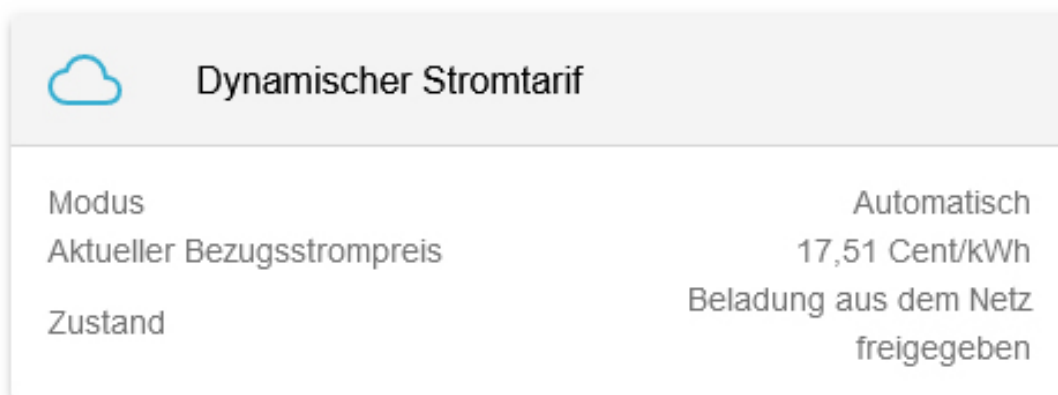 Dynamischer Stromtarif
Modus Automatisch
Aktueller Bezugsstrompreis 17,51 Cent/kWh
Zustand Beladung aus dem Netz
freigegeben